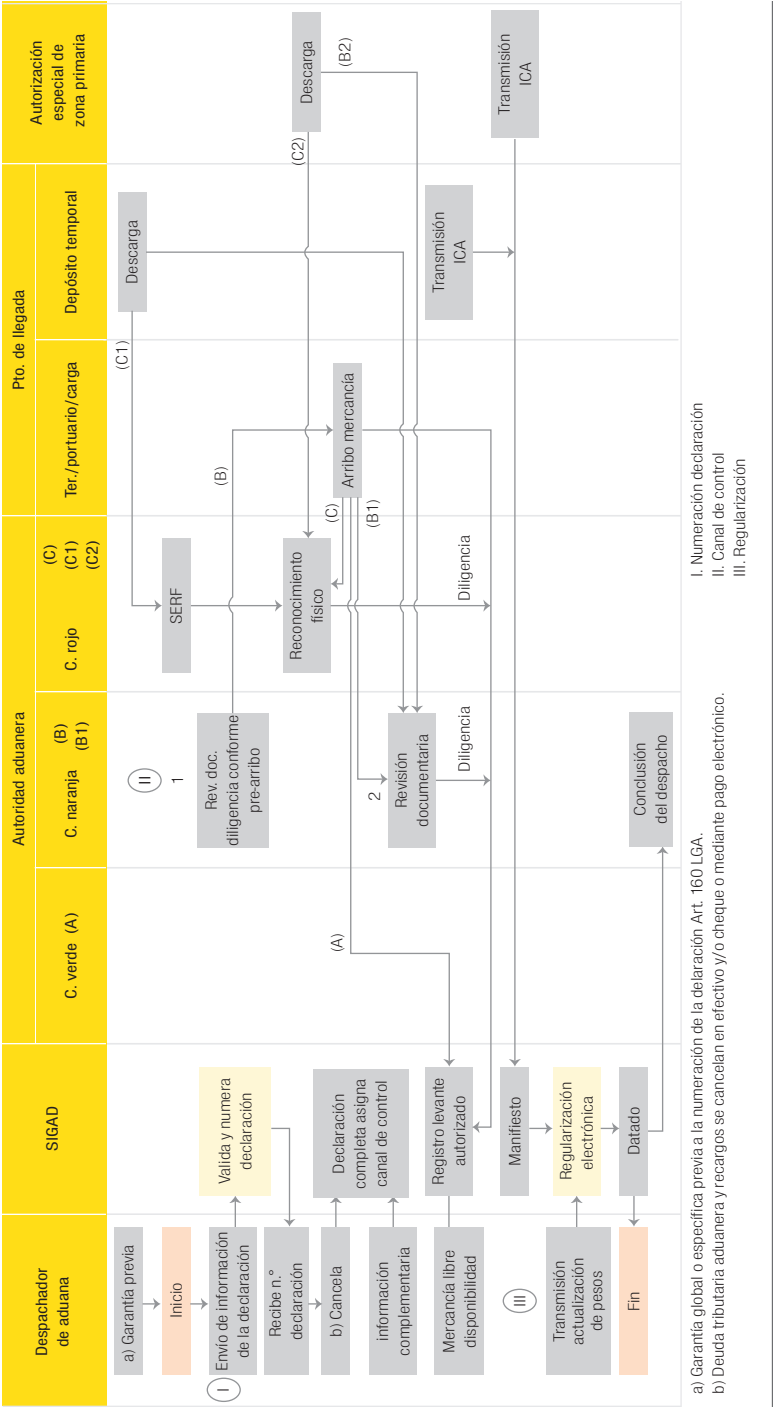 Despachador
de aduana
SIGAD
Autoridad aduanera
C. verde (A)
C. naranja
(B)
(B1)
C. rojo
(C)
(C1)
(C2)
Pto. de llegada
Ter./portuario/carga
Depósito temporal
Autorización
especial de
zona primaria
a) Garantía previa
Inicio
I
Envío de información
de la declaración
Recibe n.°
declaración
b) Cancela
información
complementaria
Mercancía libre
disponibilidad
III
Transmisión
actualización
de pesos
Fin
Valida y numera
declaración
Declaración
completa asigna
canal de control
Registro levante
autorizado
Manifiesto
Regularización
electrónica
Datado
(A)
II
1
Rev. doc.
diligencia conforme
pre-arribo
2
Revisión
documentaria
Diligencia
Conclusión
del despacho
SERF
Reconocimiento
físico
Diligencia
(C1)
(B)
Arribo mercancía
(C)
(B1)
Descarga
Transmisión
ICA
(C2)
Descarga
(B2)
Transmisión
ICA
a) Garantía global o específica previa a la numeración de la delaración Art. 160 LGA.
b) Deuda tributaria aduanera y recargos se cancelan en efectivo y/o cheque o mediante pago electrónico.
I. Numeración declaración
II. Canal de control
III. Regularización